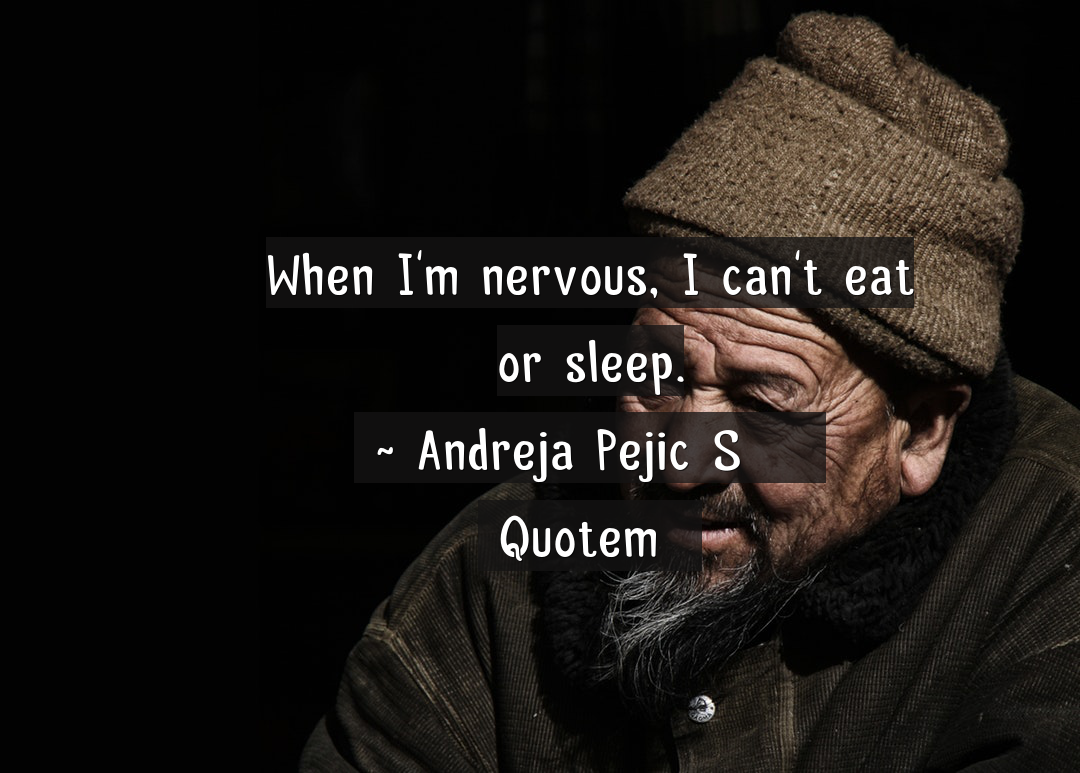 When I'm nervous, I can't eat
or sleep.
~ Andreja Pejic S
Quotem